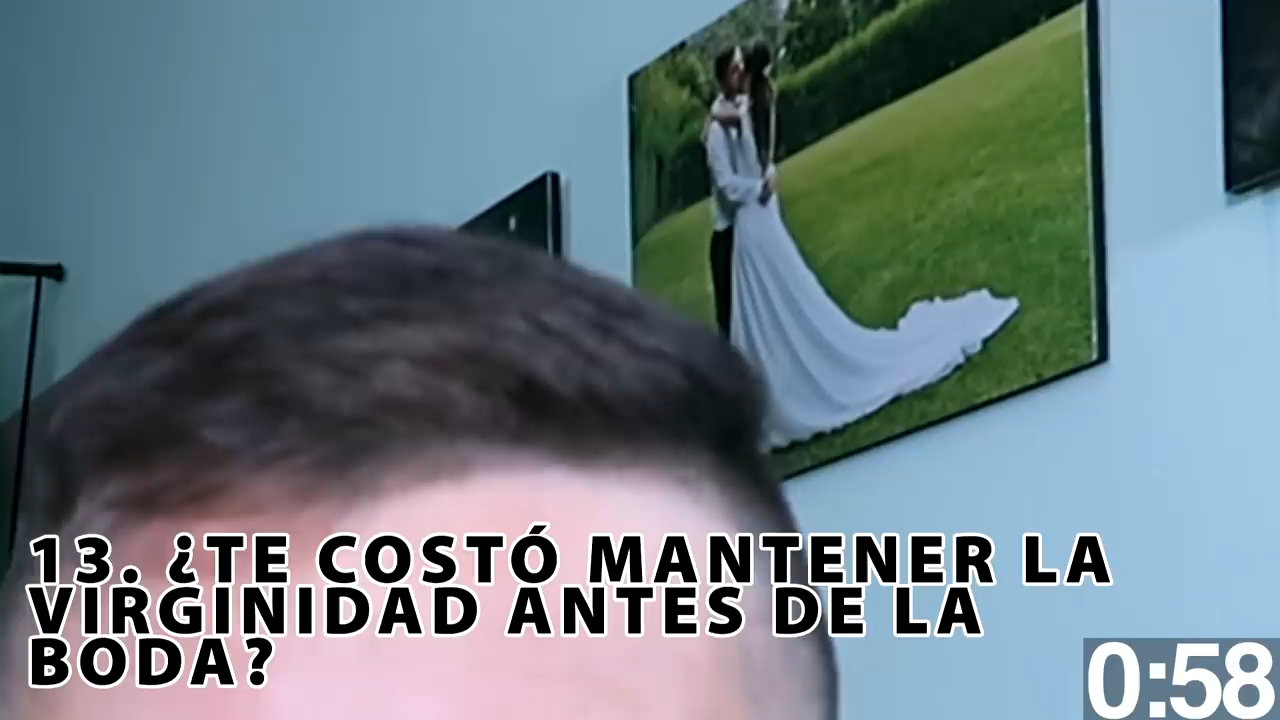 13. ¿TE COSTÓ MANTENER LA
VIRGINIDAD ANTES DE LA
BODA?
0:58